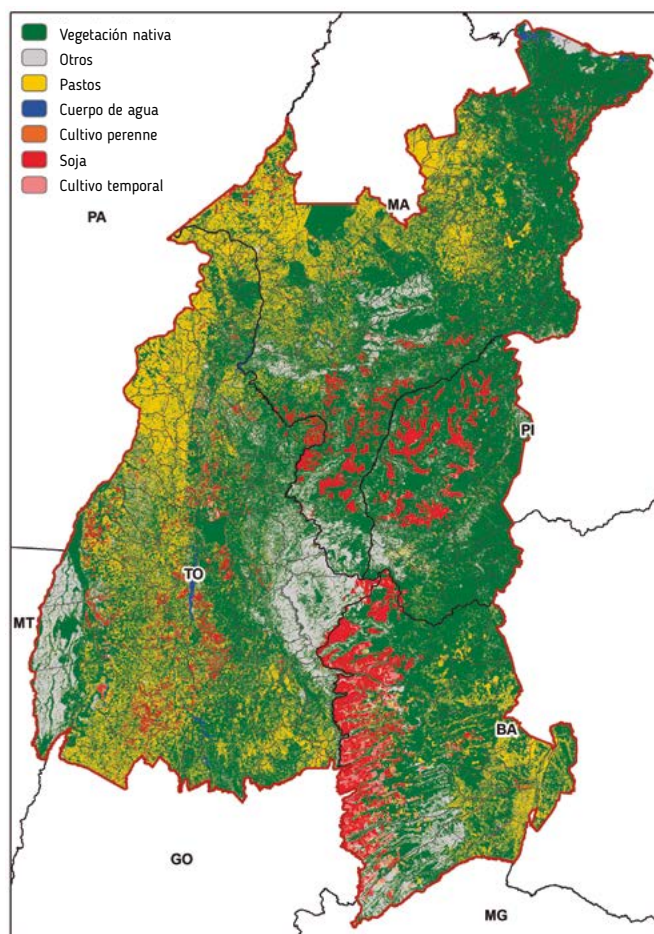 Vegetación nativa
Otros
Pastos
Cuerpo de agua
Cultivo perenne
Soja
Cultivo temporal
PA
MA
PI
TO
MT
BA
GO
MG